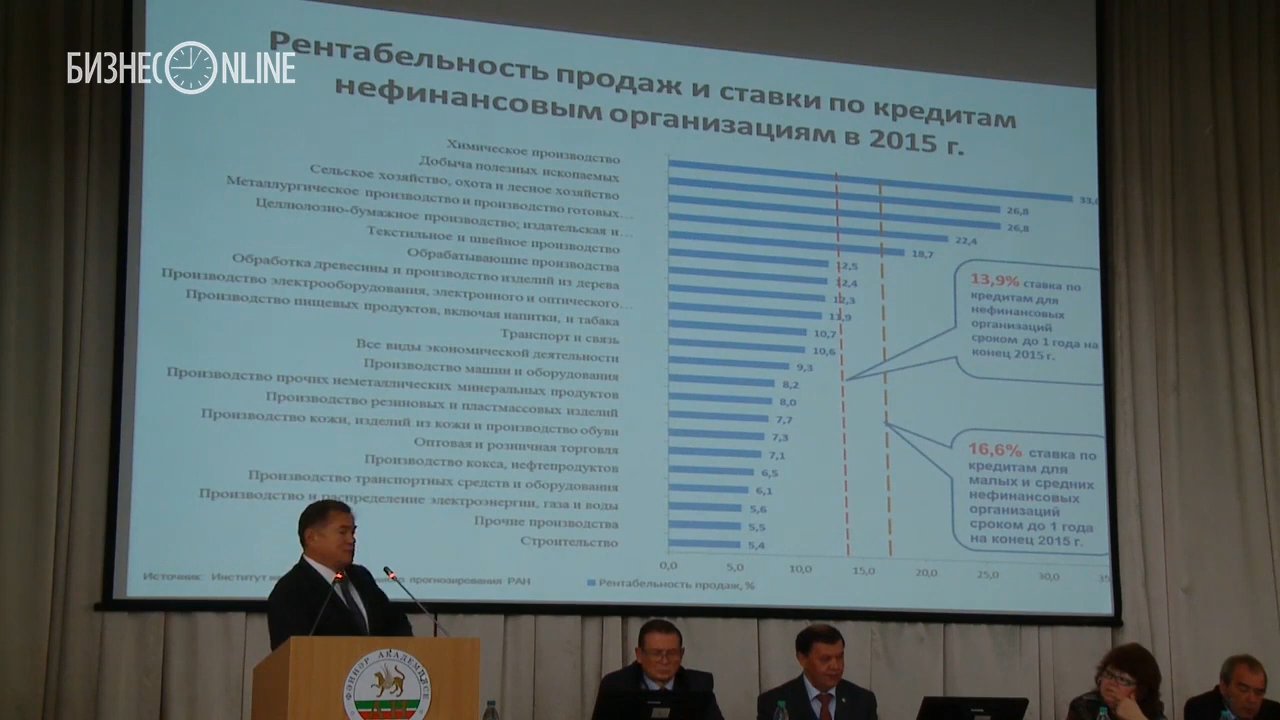 БИЗНЕС ONLINE
Рентабельность продаж и ставки по кредитам
нефинансовым организациям в 2015 г.
Химическое производство
Добыча полезных ископаемых
Сельское хозяйство, охота и лесное хозяйство
Металлургическое производство и производство готовых…
Целлюлозно-бумажное производство; издательская и…
Текстильное и швейное производство
Обрабатывающие производства
Обработка древесины и производство изделий из дерева
Производство электрооборудования, электронного и оптического…
Производство пищевых продуктов, включая напитки, и табака
Транспорт и связь
Все виды экономической деятельности
Производство машин и оборудования
Производство прочих неметаллических минеральных продуктов
Производство резиновых и пластмассовых изделий
Производство кожи, изделий из кожи и производство обуви
Оптовая и розничная торговля
Производство кокса, нефтепродуктов
Производство транспортных средств и оборудования
Производство и распределение электроэнергии, газа и воды
Прочие производства
Строительство
33,0
26,8
26,8
22,4
18,7
12,5
12,4
12,3
11,9
10,7
10,6
9,3
8,2
8,0
7,7
7,3
7,1
6,5
6,1
5,6
5,5
5,4
13,9% ставка по
кредитам для
нефинансовых
организаций
сроком до 1 года на
конец 2015 г.
16,6% ставка по
кредитам для
малых и средних
нефинансовых
организаций
сроком до 1 года
на конец 2015 г.
0,0 5,0 10,0 15,0 20,0 25,0 30,0 35
Рентабельность продаж, %
Источник: Институт прогнозирования РАН
ФӘННӘР АКАДЕМИЯСЕ